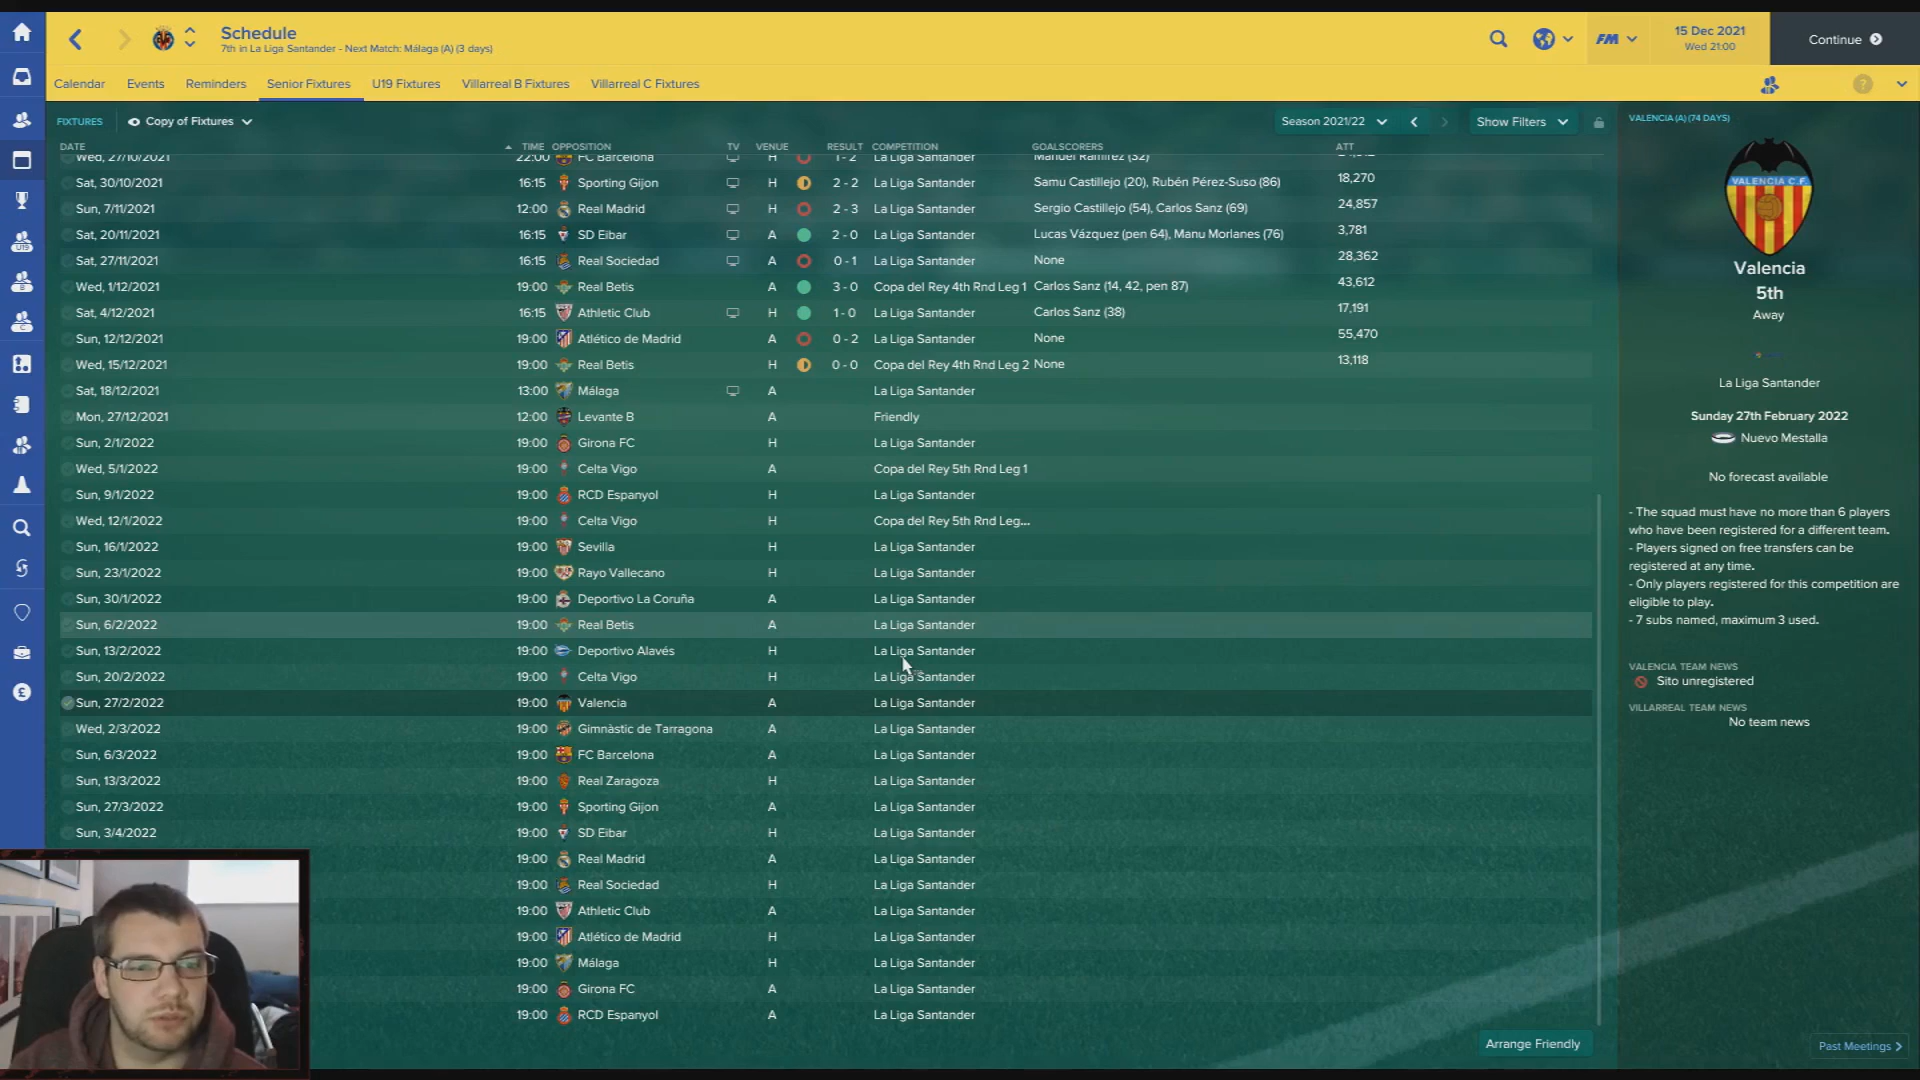 Schedule
7th in La Liga Santander - Next Match: Málaga (A) (3 days)
FM
15 Dec 2021
Wed 21:00
Continue
Calendar Events Reminders Senior Fixtures U19 Fixtures Villarreal B Fixtures Villarreal C Fixtures
FIXTURES Copy of Fixtures Season 2021/22 Show Filters
DATE TIME OPPOSITION TV VENUE RESULT COMPETITION GOALSCORERS ATT
Wed, 27/10/2021 22:00 FC Barcelona H 1 - 2 La Liga Santander Manuel Ramírez (32)
Sat, 30/10/2021 16:15 Sporting Gijon H 2 - 2 La Liga Santander Samu Castillejo (20), Rubén Pérez-Suso (86) 18,270
Sun, 7/11/2021 12:00 Real Madrid H 2 - 3 La Liga Santander Sergio Castillejo (54), Carlos Sanz (69) 24,857
Sat, 20/11/2021 16:15 SD Eibar A 2 - 0 La Liga Santander Lucas Vázquez (pen 64), Manu Morlanes (76) 3,781
Sat, 27/11/2021 16:15 Real Sociedad A 0 - 1 La Liga Santander None 28,362
Wed, 1/12/2021 19:00 Real Betis A 3 - 0 Copa del Rey 4th Rnd Leg 1 Carlos Sanz (14, 42, pen 87) 43,612
Sat, 4/12/2021 16:15 Athletic Club H 1 - 0 La Liga Santander Carlos Sanz (38) 17,191
Sun, 12/12/2021 19:00 Atlético de Madrid A 0 - 2 La Liga Santander None 55,470
Wed, 15/12/2021 19:00 Real Betis H 0 - 0 Copa del Rey 4th Rnd Leg 2 None 13,118
Sat, 18/12/2021 13:00 Málaga A La Liga Santander
Mon, 27/12/2021 12:00 Levante B A Friendly
Sun, 2/1/2022 19:00 Girona FC H La Liga Santander
Wed, 5/1/2022 19:00 Celta Vigo A Copa del Rey 5th Rnd Leg 1
Sun, 9/1/2022 19:00 RCD Espanyol H La Liga Santander
Wed, 12/1/2022 19:00 Celta Vigo H Copa del Rey 5th Rnd Leg...
Sun, 16/1/2022 19:00 Sevilla H La Liga Santander
Sun, 23/1/2022 19:00 Rayo Vallecano H La Liga Santander
Sun, 30/1/2022 19:00 Deportivo La Coruña A La Liga Santander
Sun, 6/2/2022 19:00 Real Betis A La Liga Santander
Sun, 13/2/2022 19:00 Deportivo Alavés H La Liga Santander
Sun, 20/2/2022 19:00 Celta Vigo H La Liga Santander
Sun, 27/2/2022 19:00 Valencia A La Liga Santander
Wed, 2/3/2022 19:00 Gimnàstic de Tarragona A La Liga Santander
Sun, 6/3/2022 19:00 FC Barcelona A La Liga Santander
Sun, 13/3/2022 19:00 Real Zaragoza H La Liga Santander
Sun, 27/3/2022 19:00 Sporting Gijon A La Liga Santander
Sun, 3/4/2022 19:00 SD Eibar H La Liga Santander
19:00 Real Madrid A La Liga Santander
19:00 Real Sociedad H La Liga Santander
19:00 Athletic Club A La Liga Santander
19:00 Atlético de Madrid H La Liga Santander
19:00 Málaga H La Liga Santander
19:00 Girona FC A La Liga Santander
19:00 RCD Espanyol A La Liga Santander
Arrange Friendly
VALENCIA (A) (74 DAYS)
VALENCIA C.F.
Valencia
5th
Away
La Liga Santander
Sunday 27th February 2022
Nuevo Mestalla
No forecast available
- The squad must have no more than 6 players
who have been registered for a different team.
- Players signed on free transfers can be
registered at any time.
- Only players registered for this competition are
eligible to play.
- 7 subs named, maximum 3 used.
VALENCIA TEAM NEWS
Sito unregistered
VILLARREAL TEAM NEWS
No team news
Past Meetings